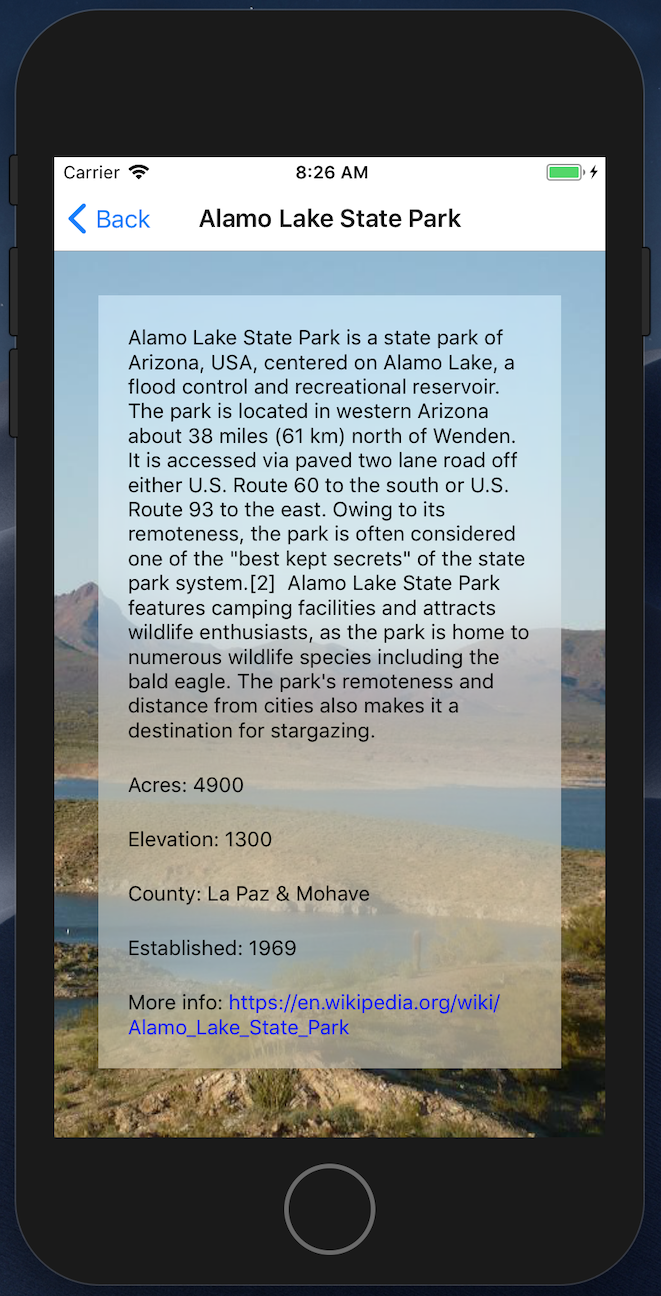 Carrier 8:26 AM
Back Alamo Lake State Park
Alamo Lake State Park is a state park of
Arizona, USA, centered on Alamo Lake, a
flood control and recreational reservoir.
The park is located in western Arizona
about 38 miles (61 km) north of Wenden.
It is accessed via paved two lane road off
either U.S. Route 60 to the south or U.S.
Route 93 to the east. Owing to its
remoteness, the park is often considered
one of the "best kept secrets" of the state
park system.[2]  Alamo Lake State Park
features camping facilities and attracts
wildlife enthusiasts, as the park is home to
numerous wildlife species including the
bald eagle. The park's remoteness and
distance from cities also makes it a
destination for stargazing.
Acres: 4900
Elevation: 1300
County: La Paz & Mohave
Established: 1969
More info: https://en.wikipedia.org/wiki/
Alamo_Lake_State_Park